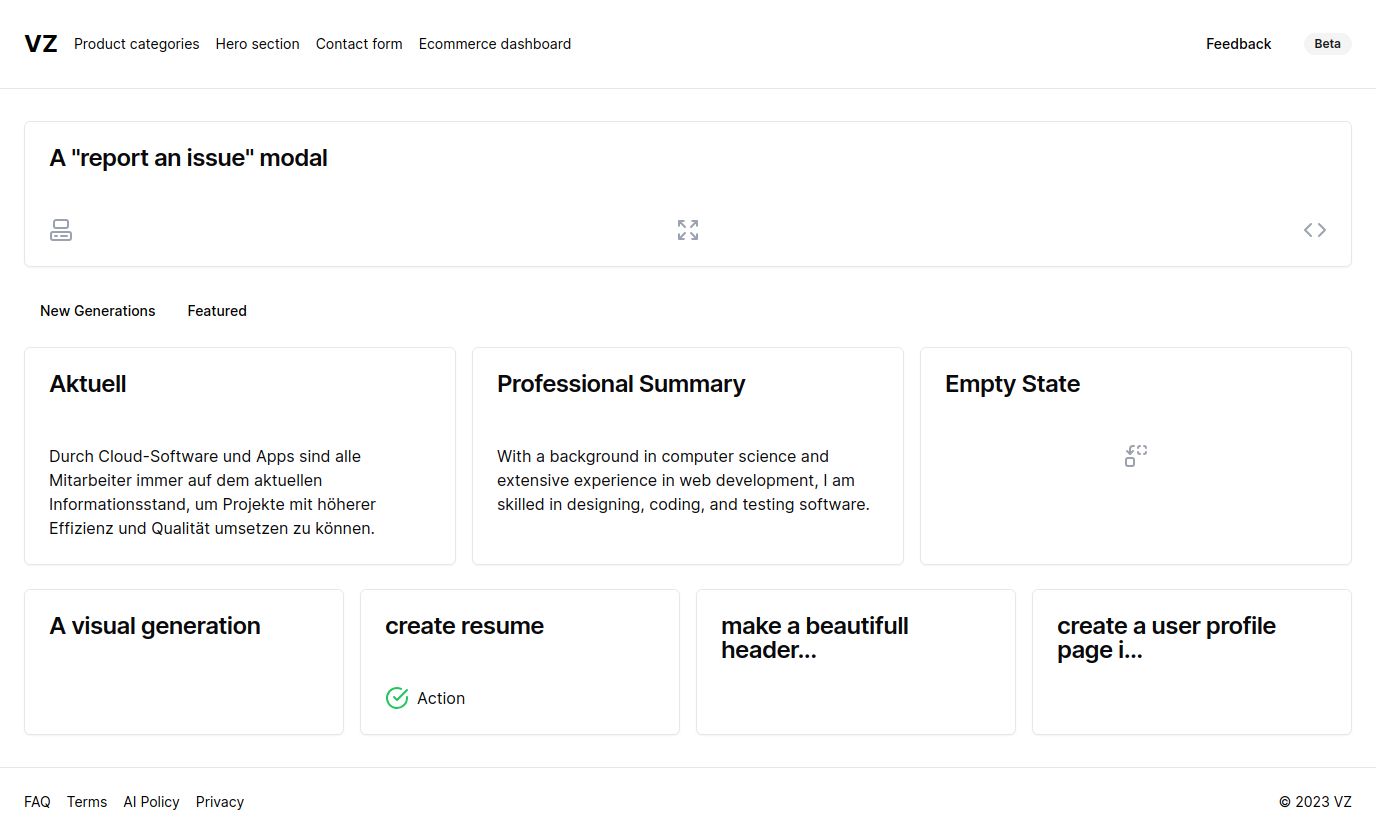 VZ Product categories Hero section Contact form Ecommerce dashboard Feedback Beta
A "report an issue" modal
New Generations Featured
Aktuell
Durch Cloud-Software und Apps sind alle
Mitarbeiter immer auf dem aktuellen
Informationsstand, um Projekte mit höherer
Effizienz und Qualität umsetzen zu können.
Professional Summary
With a background in computer science and
extensive experience in web development, I am
skilled in designing, coding, and testing software.
Empty State
A visual generation
create resume
Action
make a beautifull
header...
create a user profile
page i...
FAQ Terms AI Policy Privacy © 2023 VZ